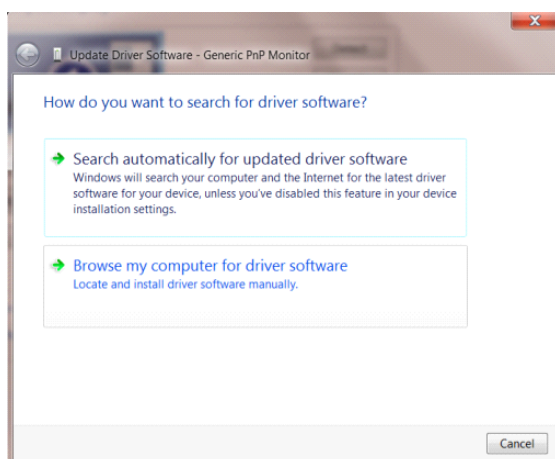 Update Driver Software - Generic PnP Monitor
How do you want to search for driver software?
Search automatically for updated driver software
Windows will search your computer and the Internet for the latest driver
software for your device, unless you've disabled this feature in your device
installation settings.
Browse my computer for driver software
Locate and install driver software manually.
Cancel